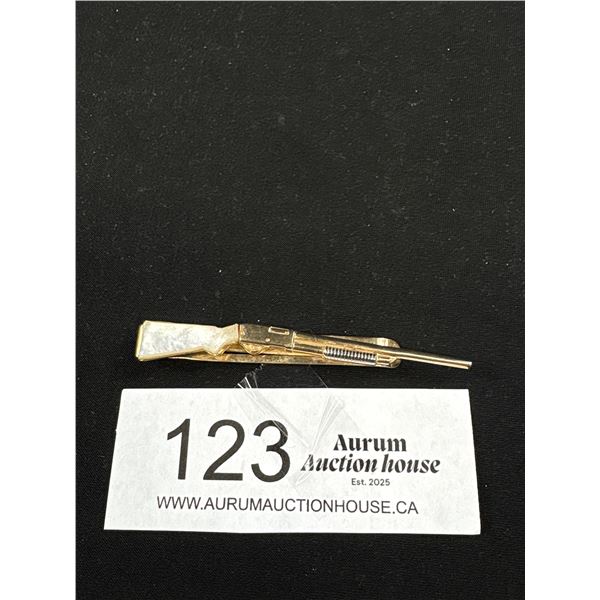 123
Aurum
Auction house
Est. 2025
WWW.AURUMAUCTIONHOUSE.CA